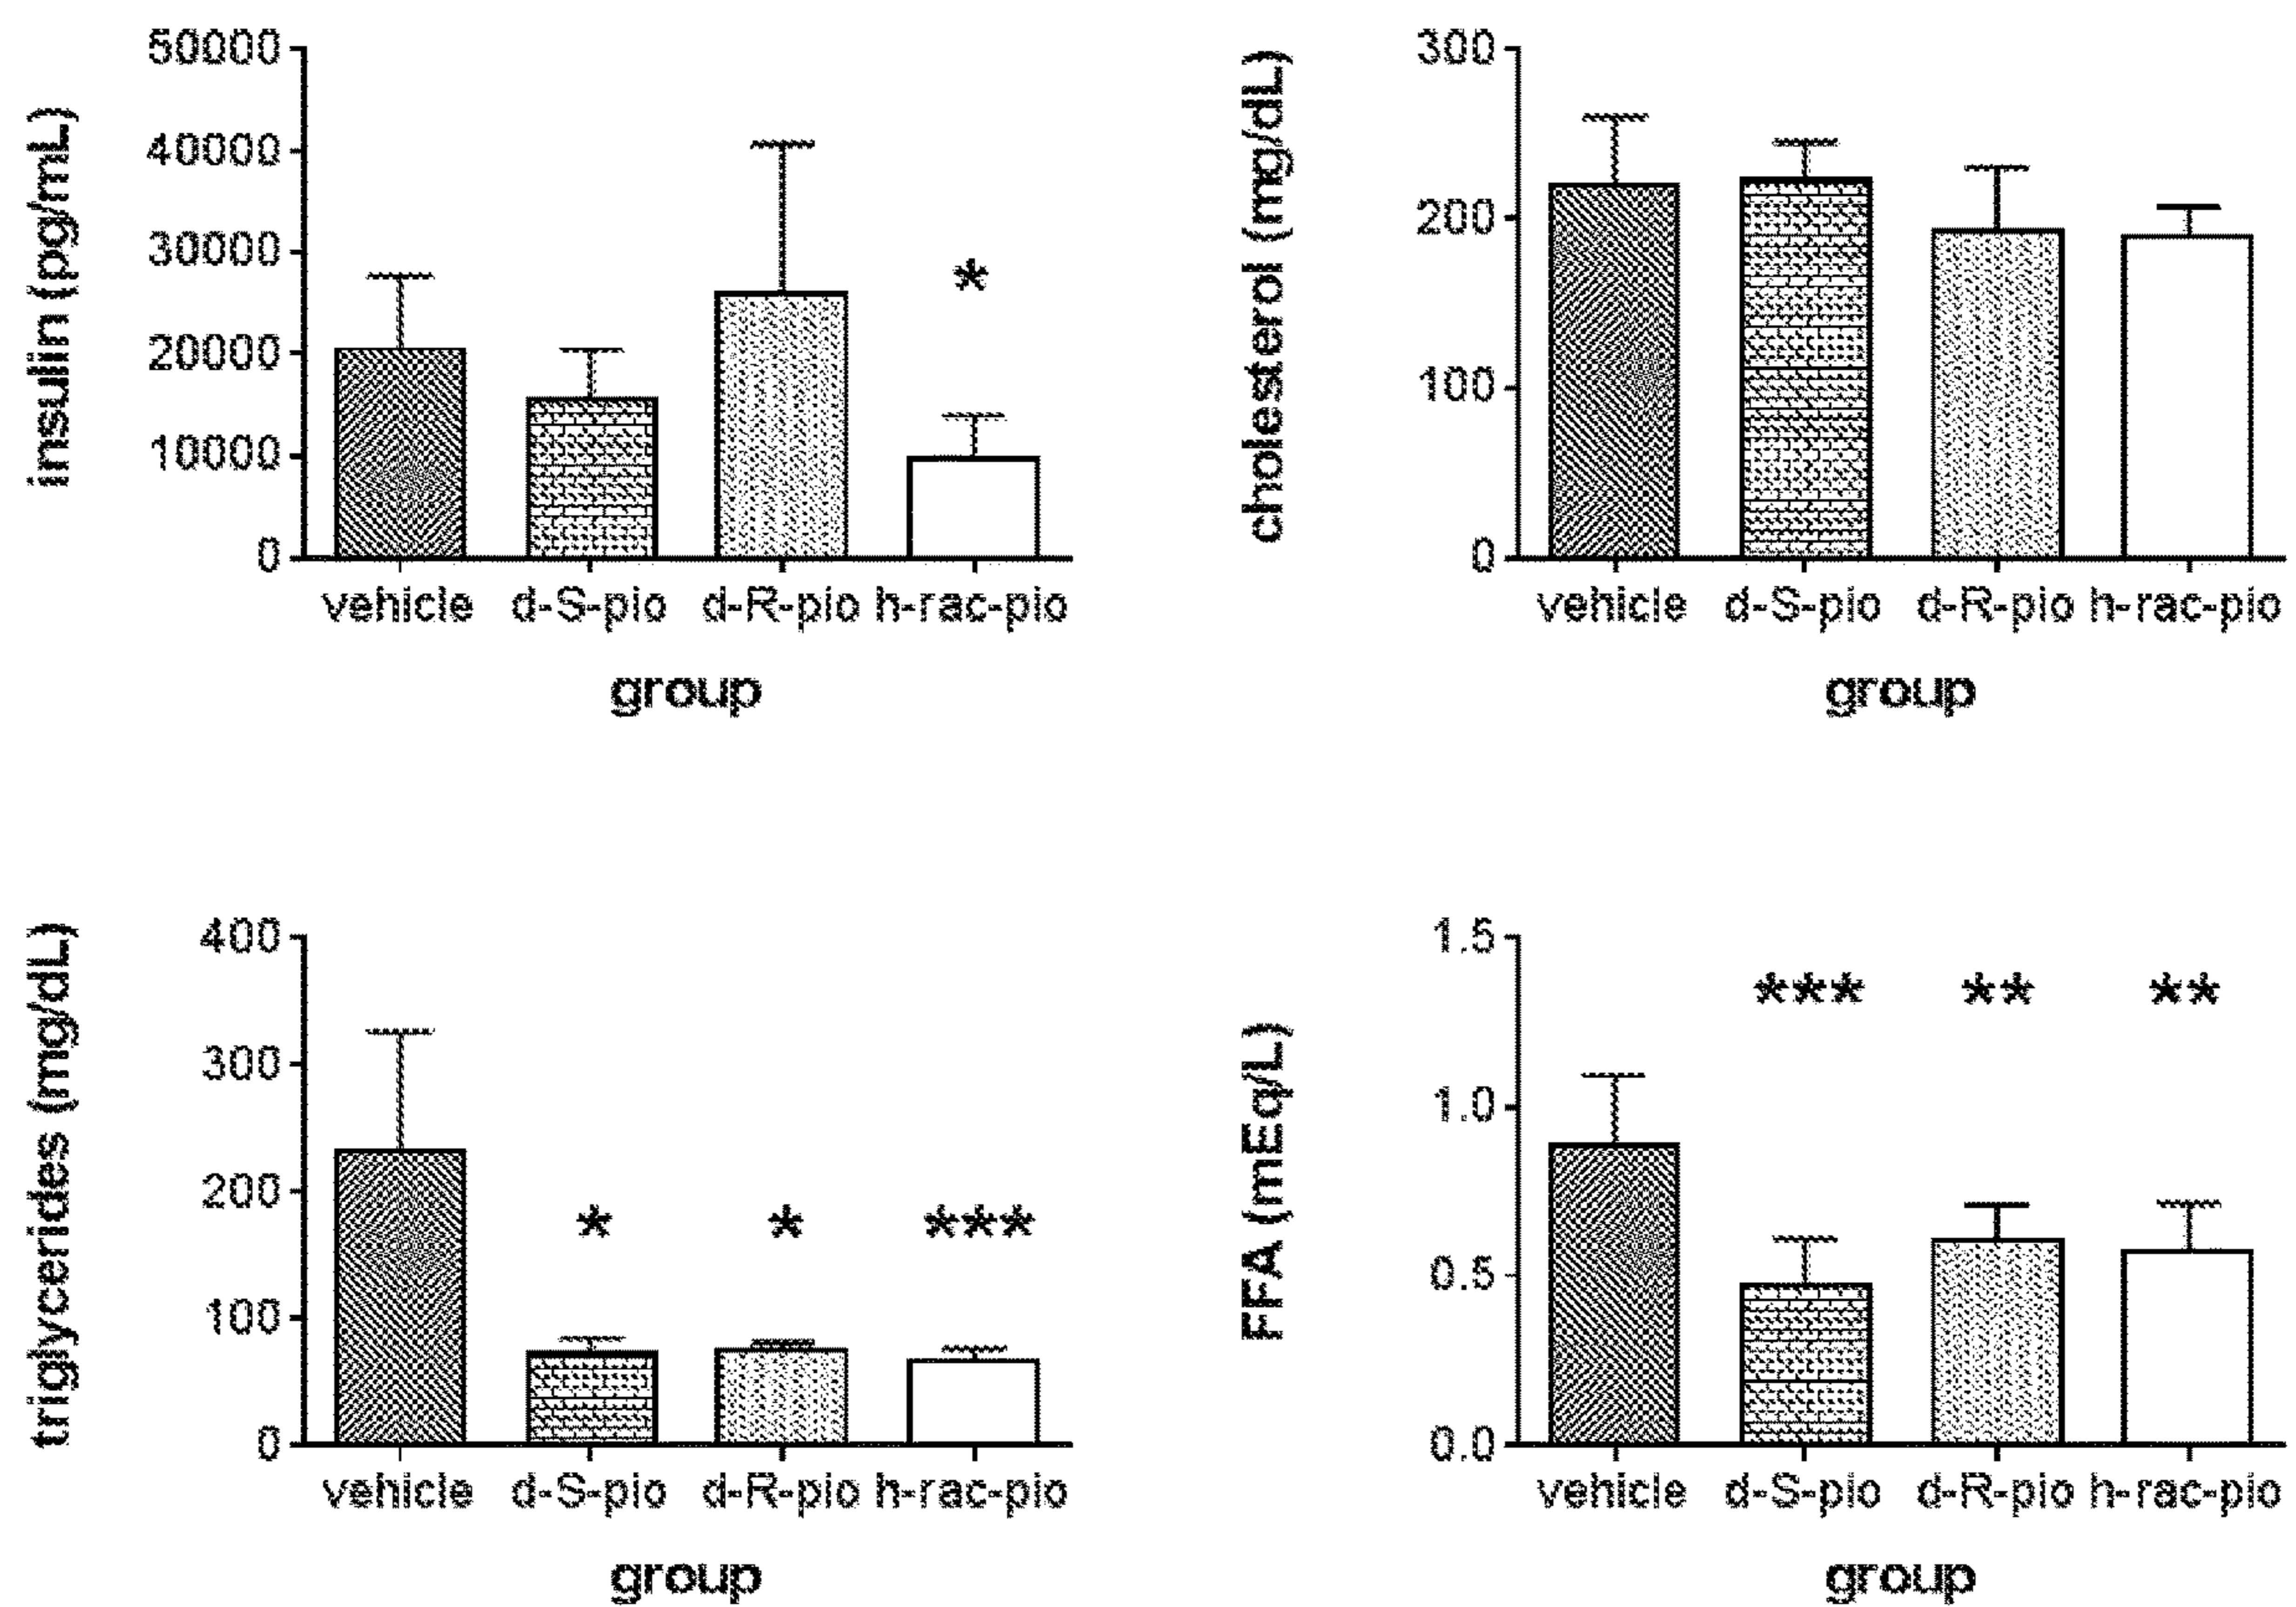 insulin (pg/mL)
50000
40000
30000
20000
10000
0
*
vehicle d-S-pio d-R-pio h-rac-pio
group
cholesterol (mg/dL)
300
200
100
0
vehicle d-S-pio d-R-pio h-rac-pio
group
triglycerides (mg/dL)
400
300
200
100
0
* * ***
vehicle d-S-pio d-R-pio h-rac-pio
group
FFA (mEq/L)
1.5
1.0
0.5
0.0
*** ** **
vehicle d-S-pio d-R-pio h-rac-pio
group